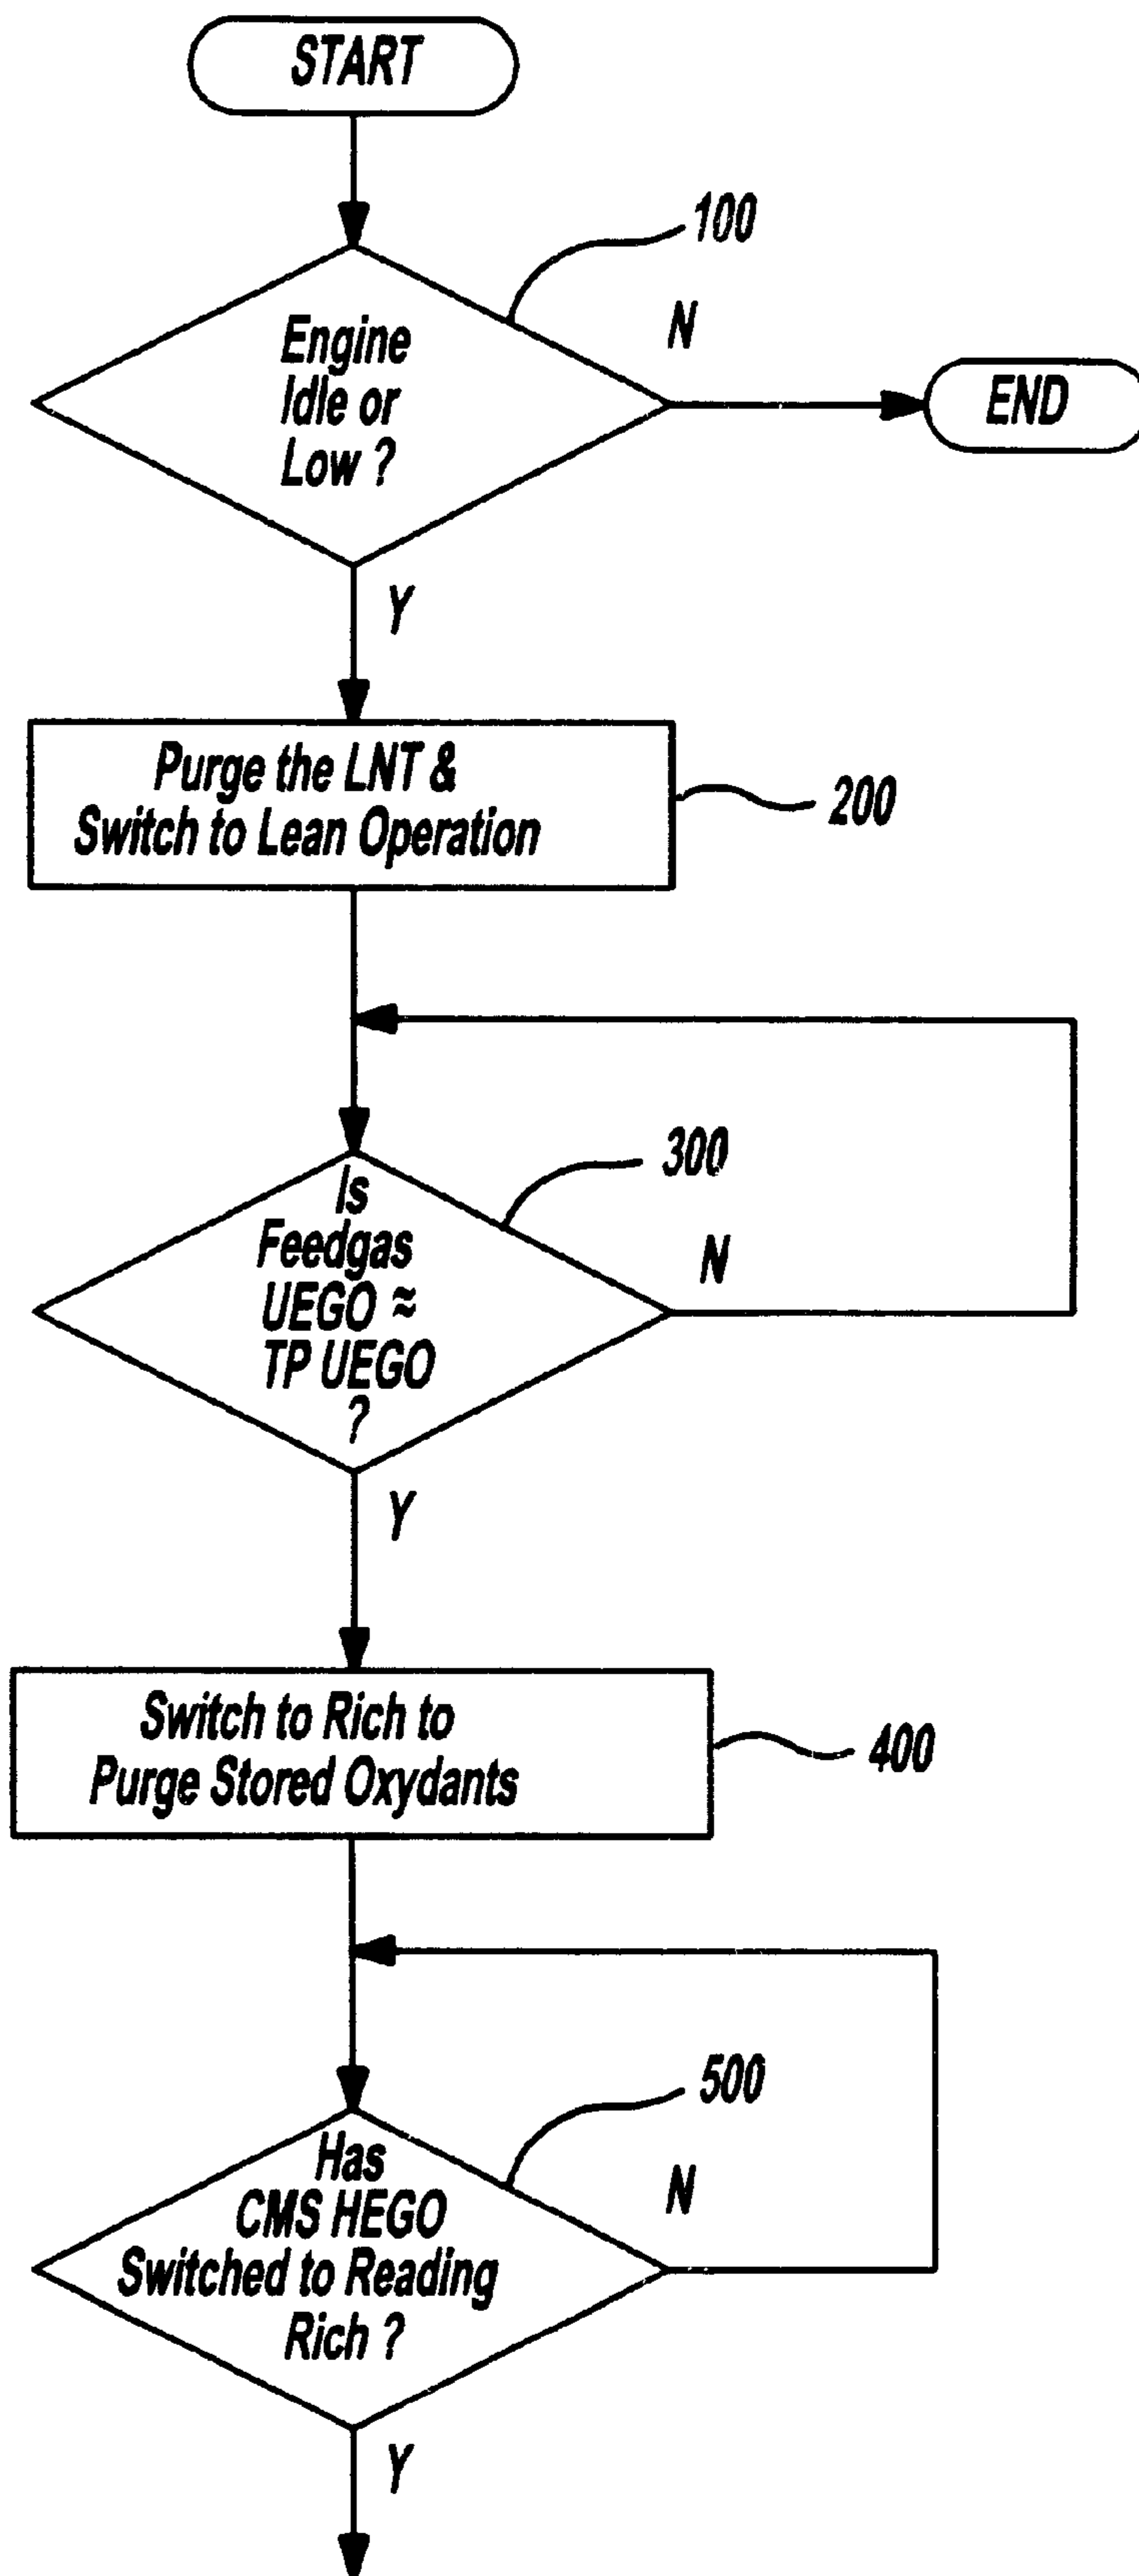 START
100
Engine
Idle or
Low ?
N
END
Y
Purge the LNT &
Switch to Lean Operation
200
300
Is
Feedgas
UEGO ≈
TP UEGO
?
N
Y
Switch to Rich to
Purge Stored Oxydants
400
500
Has
CMS HEGO
Switched to Reading
Rich ?
N
Y